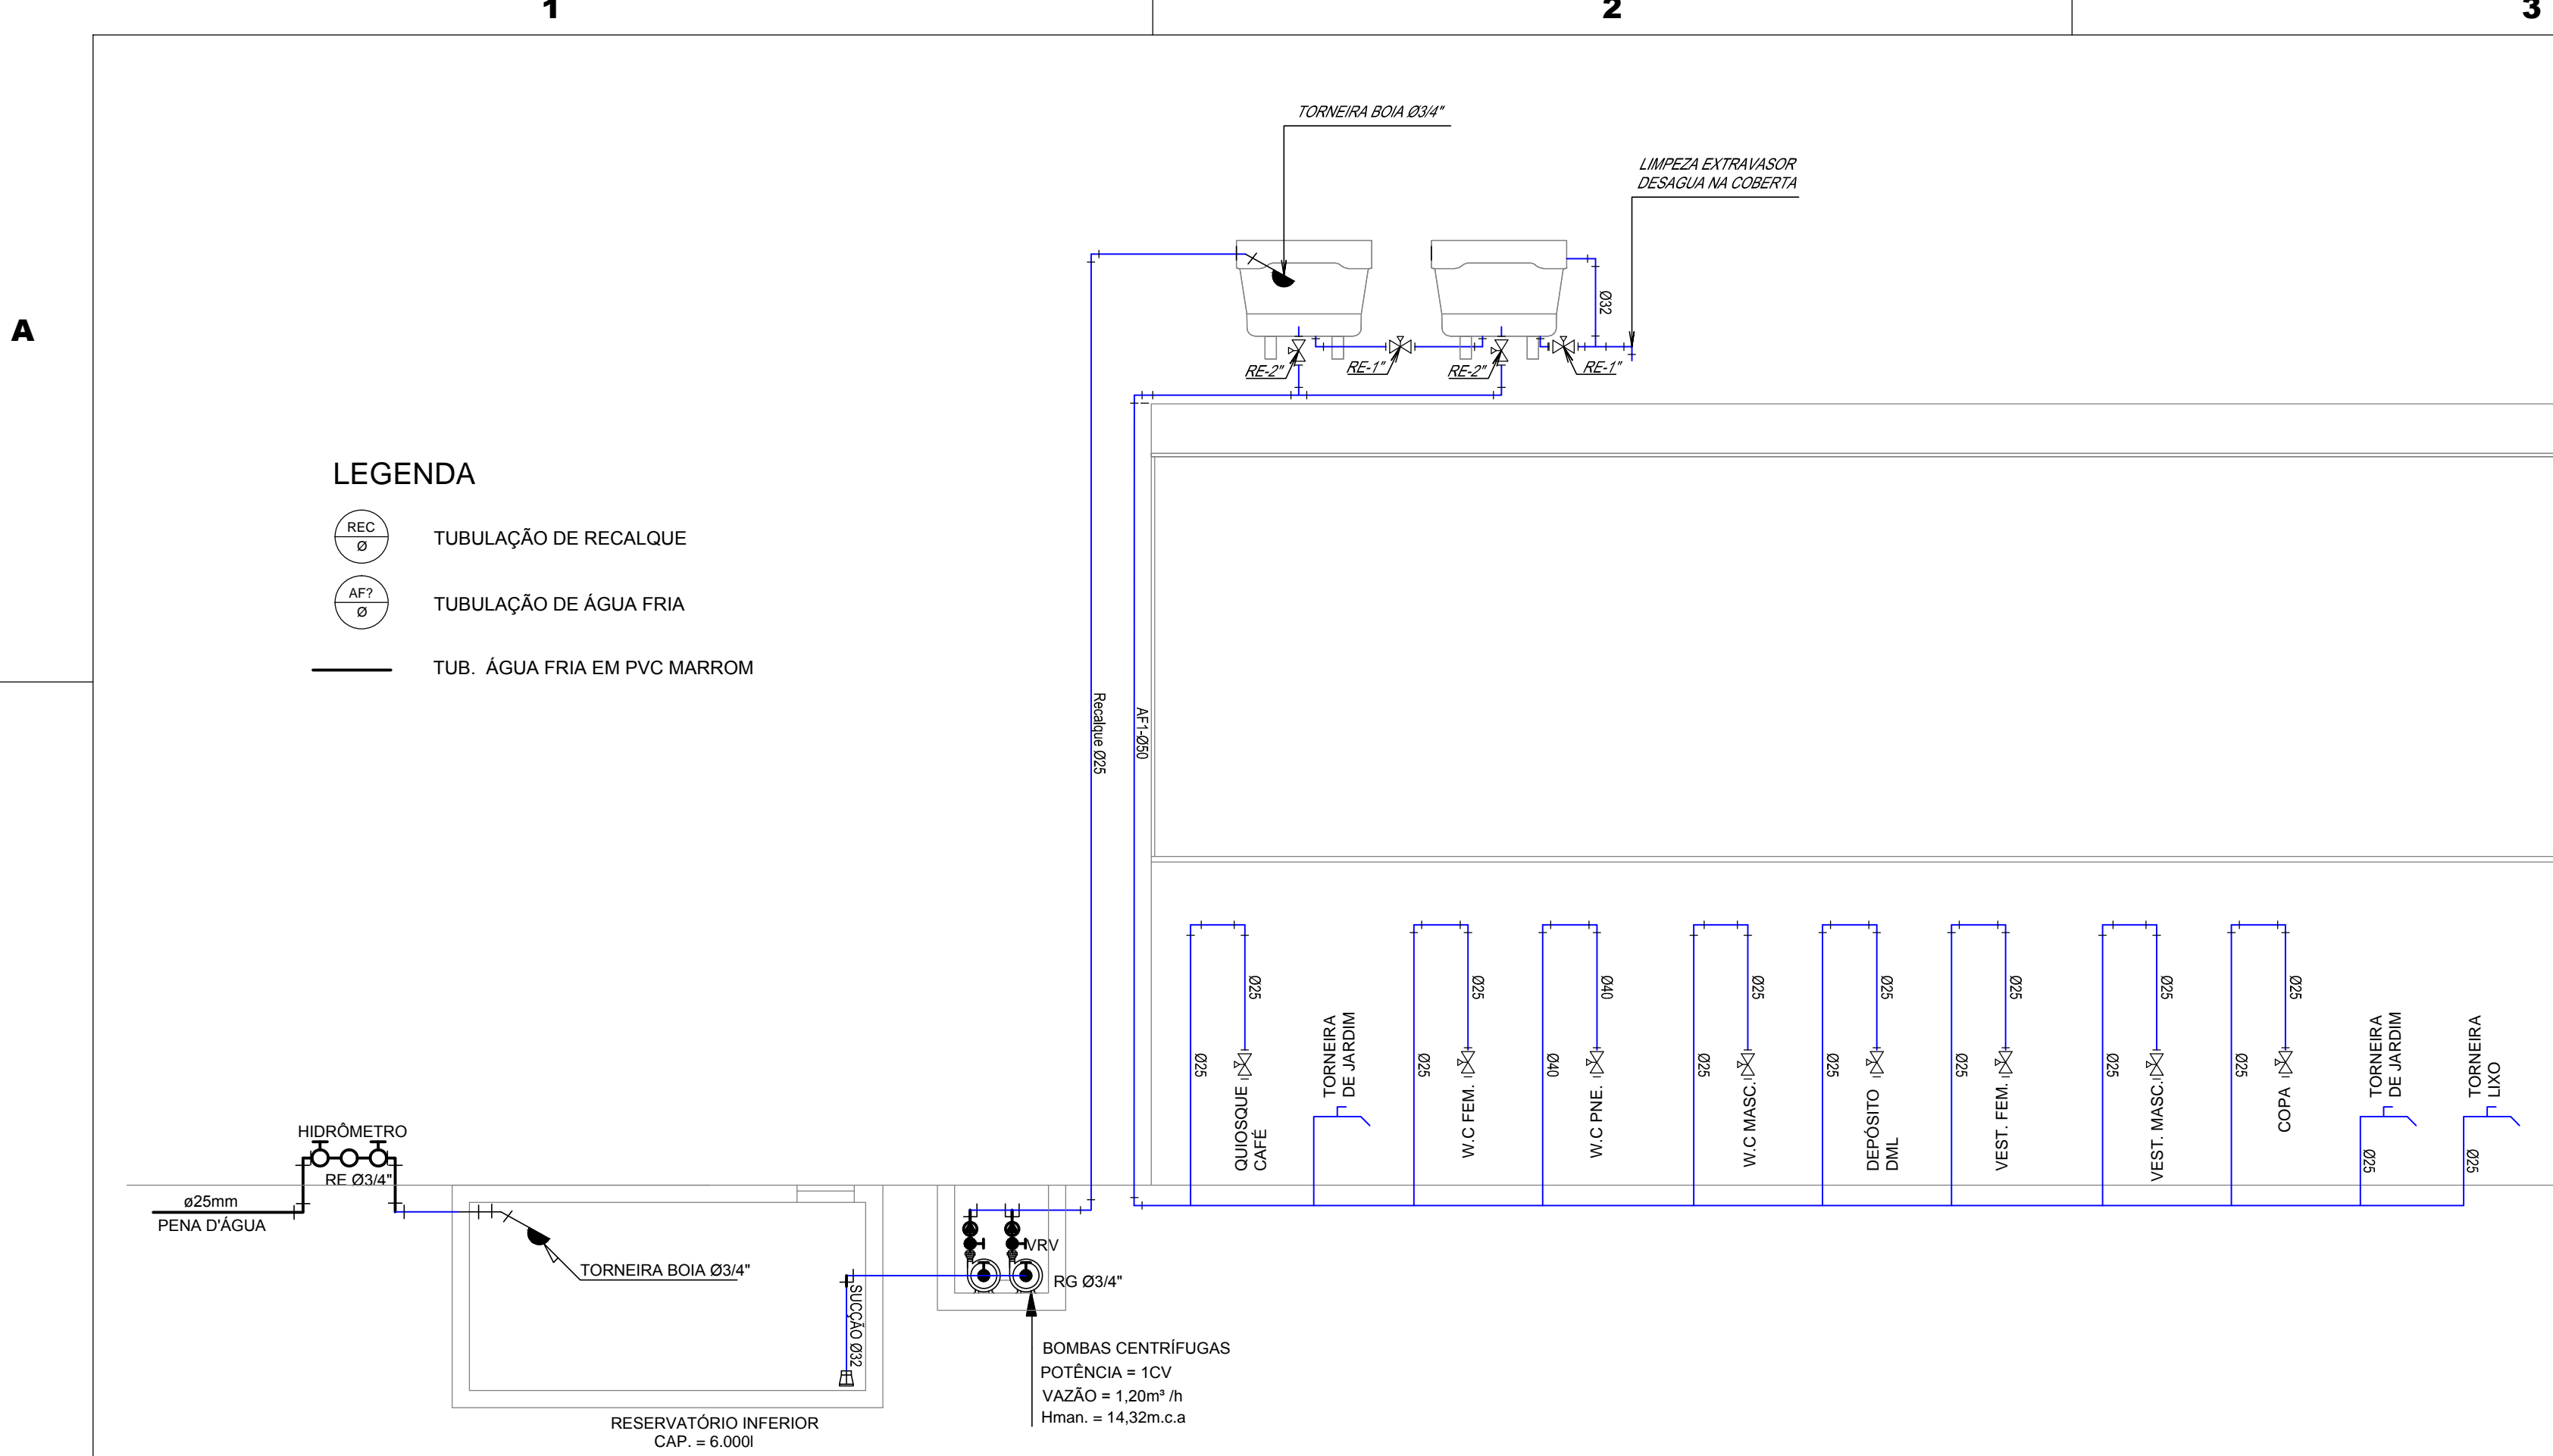 1
2
3
A
TORNEIRA BOIA Ø3/4"
LIMPEZA EXTRAVASOR
DESAGUA NA COBERTA
Ø32
RE-2"
RE-1"
RE-2"
RE-1"
LEGENDA
REC
Ø
TUBULAÇÃO DE RECALQUE
AF?
Ø
TUBULAÇÃO DE ÁGUA FRIA
TUB. ÁGUA FRIA EM PVC MARROM
Recalque Ø25
AF1-Ø50
Ø25
Ø25
QUIOSQUE
CAFÉ
TORNEIRA
DE JARDIM
Ø25
Ø25
W.C FEM.
Ø40
Ø40
W.C PNE.
Ø25
Ø25
W.C MASC.
Ø25
Ø25
DEPÓSITO
DML
Ø25
Ø25
VEST. FEM.
Ø25
Ø25
VEST. MASC.
Ø25
Ø25
COPA
TORNEIRA
DE JARDIM
Ø25
TORNEIRA
LIXO
Ø25
HIDRÔMETRO
RE Ø3/4"
ø25mm
PENA D'ÁGUA
TORNEIRA BOIA Ø3/4"
SUCÇÃO Ø32
VRV
RG Ø3/4"
BOMBAS CENTRÍFUGAS
POTÊNCIA = 1CV
VAZÃO = 1,20m³ /h
Hman. = 14,32m.c.a
RESERVATÓRIO INFERIOR
CAP. = 6.000l